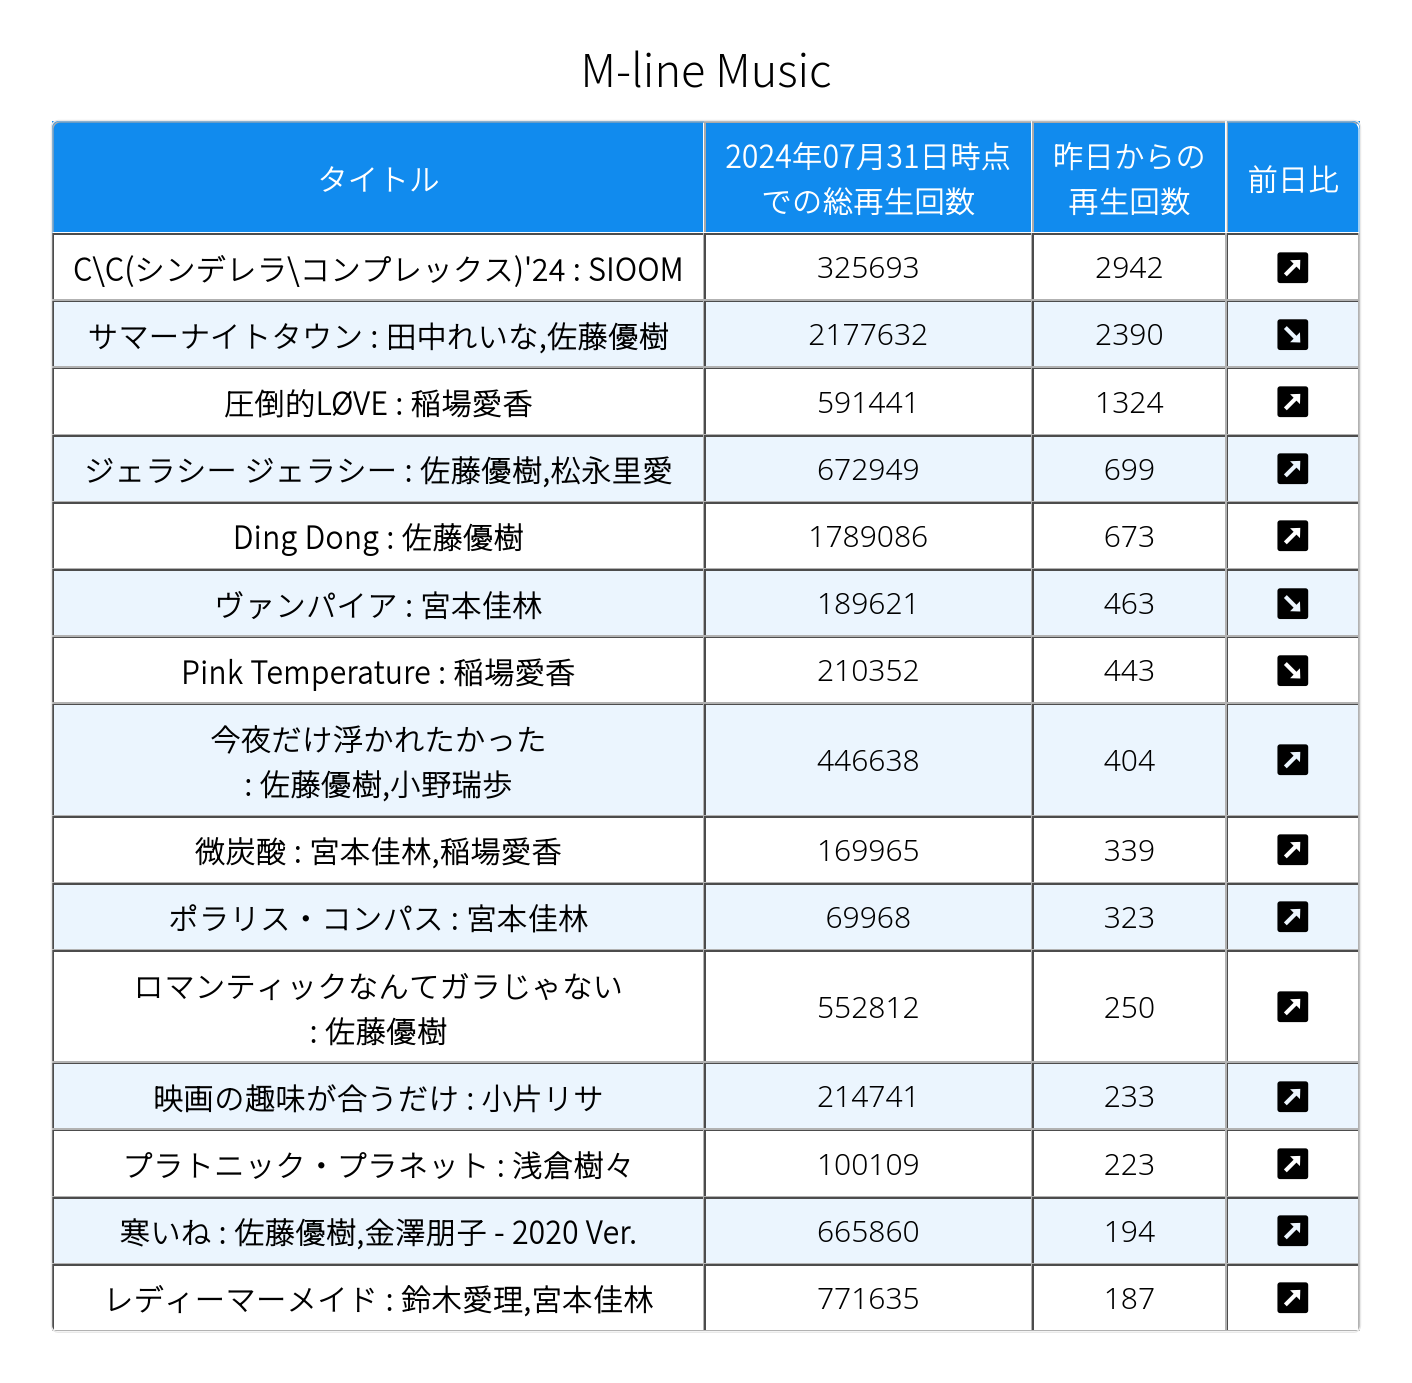 M-line Music
タイトル
2024年07月31日時点
での総再生回数
昨日からの
再生回数
前日比
C\C(シンデレラ\コンプレックス)'24 : SIOOM 325693 2942
サマーナイトタウン : 田中れいな,佐藤優樹 2177632 2390
圧倒的LØVE : 稲場愛香 591441 1324
ジェラシー ジェラシー : 佐藤優樹,松永里愛 672949 699
Ding Dong : 佐藤優樹 1789086 673
ヴァンパイア : 宮本佳林 189621 463
Pink Temperature : 稲場愛香 210352 443
今夜だけ浮かれたかった
: 佐藤優樹,小野瑞歩 446638 404
微炭酸 : 宮本佳林,稲場愛香 169965 339
ポラリス・コンパス : 宮本佳林 69968 323
ロマンティックなんてガラじゃない
: 佐藤優樹 552812 250
映画の趣味が合うだけ : 小片リサ 214741 233
プラトニック・プラネット : 浅倉樹々 100109 223
寒いね : 佐藤優樹,金澤朋子 - 2020 Ver. 665860 194
レディーマーメイド : 鈴木愛理,宮本佳林 771635 187